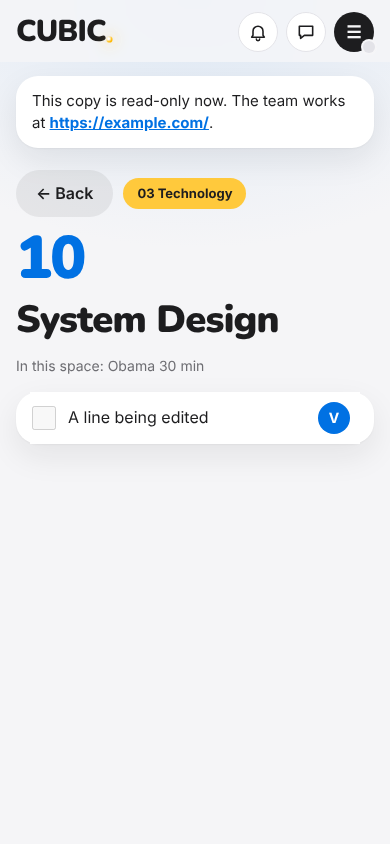 CUBIC
This copy is read-only now. The team works
at https://example.com/.
← Back
03 Technology
10
System Design
In this space: Obama 30 min
A line being edited
V